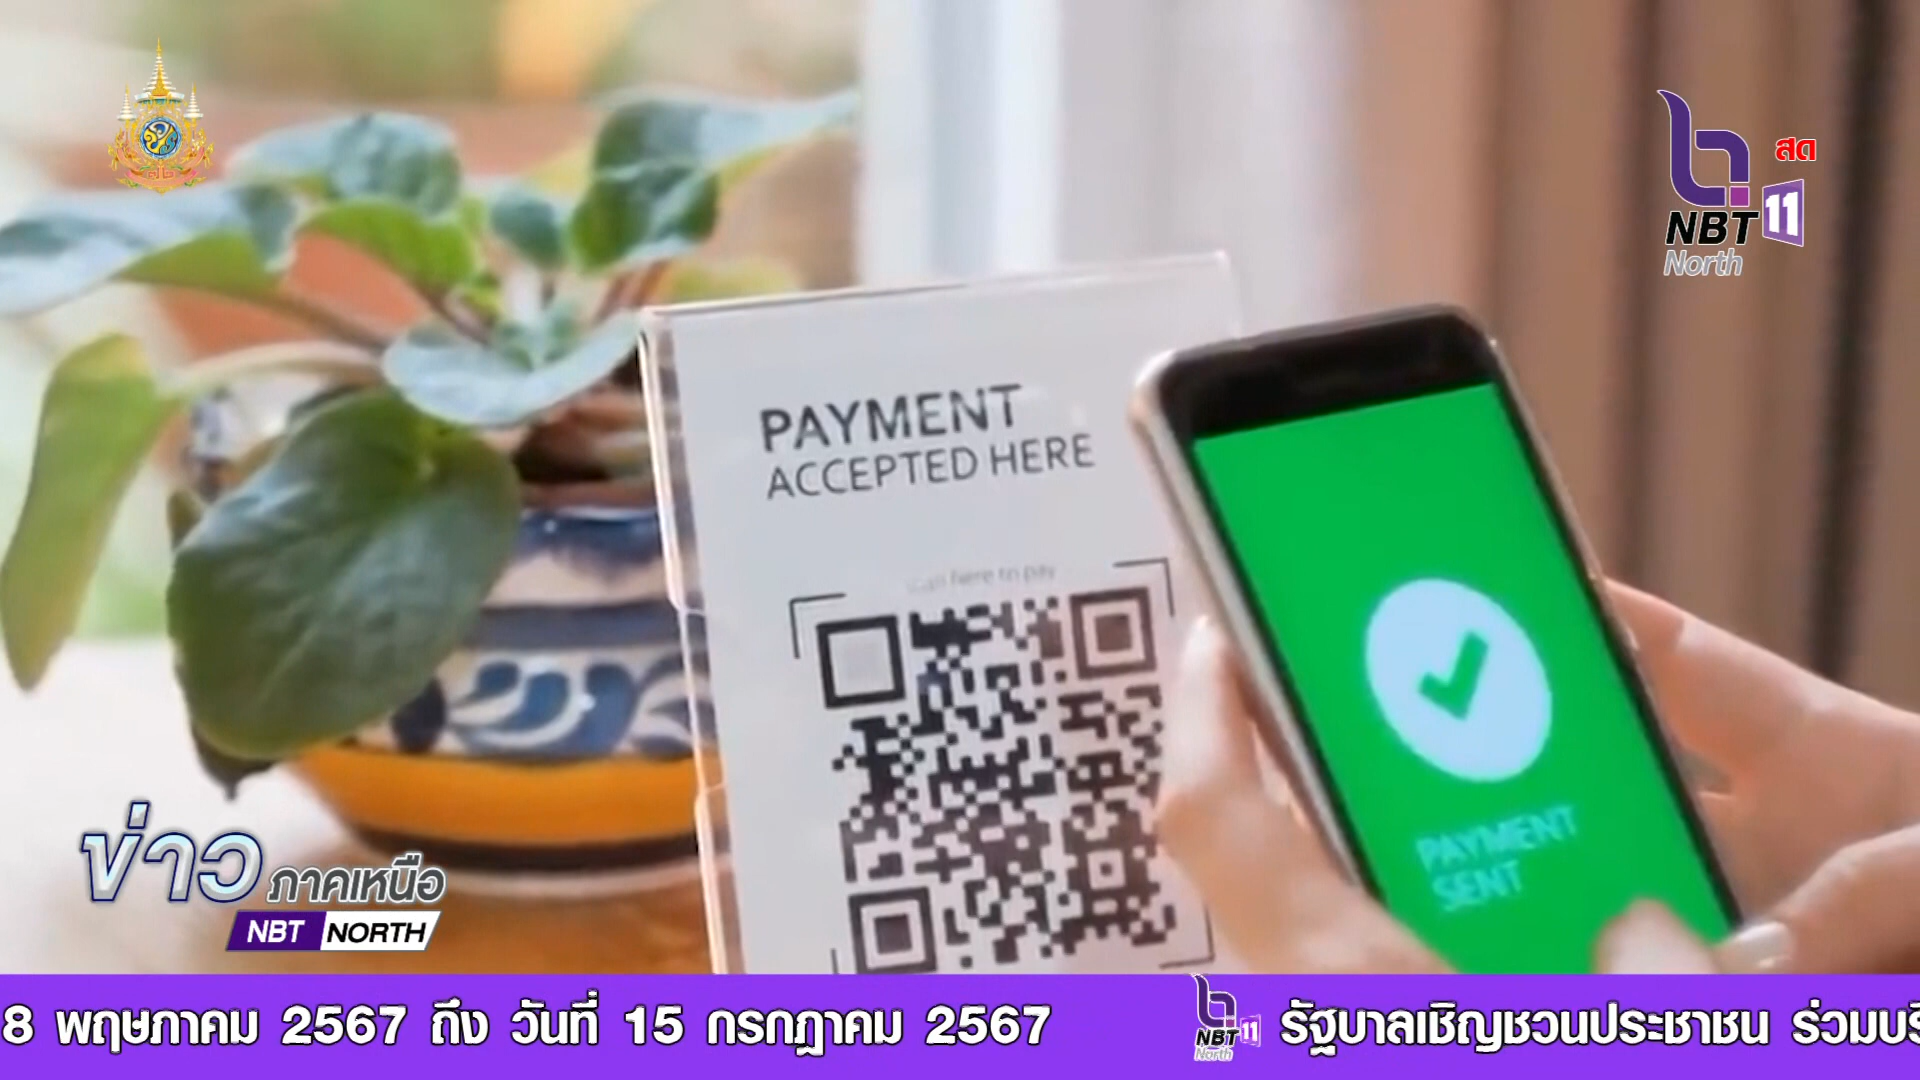 สด
NBT 11
North
PAYMENT
ACCEPTED HERE
here to pay
PAYMENT
SENT
ข่าว ภาคเหนือ
NBT NORTH
8 พฤษภาคม 2567 ถึง วันที่ 15 กรกฎาคม 2567
NBT 11
North
รัฐบาลเชิญชวนประชาชน ร่วมบริ